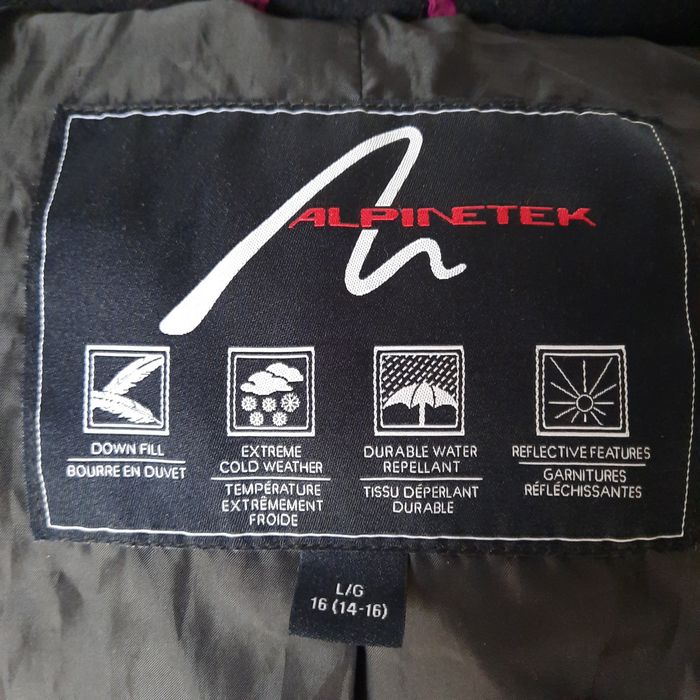 ALPINETEK
DOWN FILL
BOURRE EN DUVET
EXTREME
COLD WEATHER
TEMPÉRATURE
EXTRÊMEMENT
FROIDE
DURABLE WATER
REPELLANT
TISSU DÉPERLANT
DURABLE
REFLECTIVE FEATURES
GARNITURES
RÉFLÉCHISSANTES
L/G
16 (14-16)